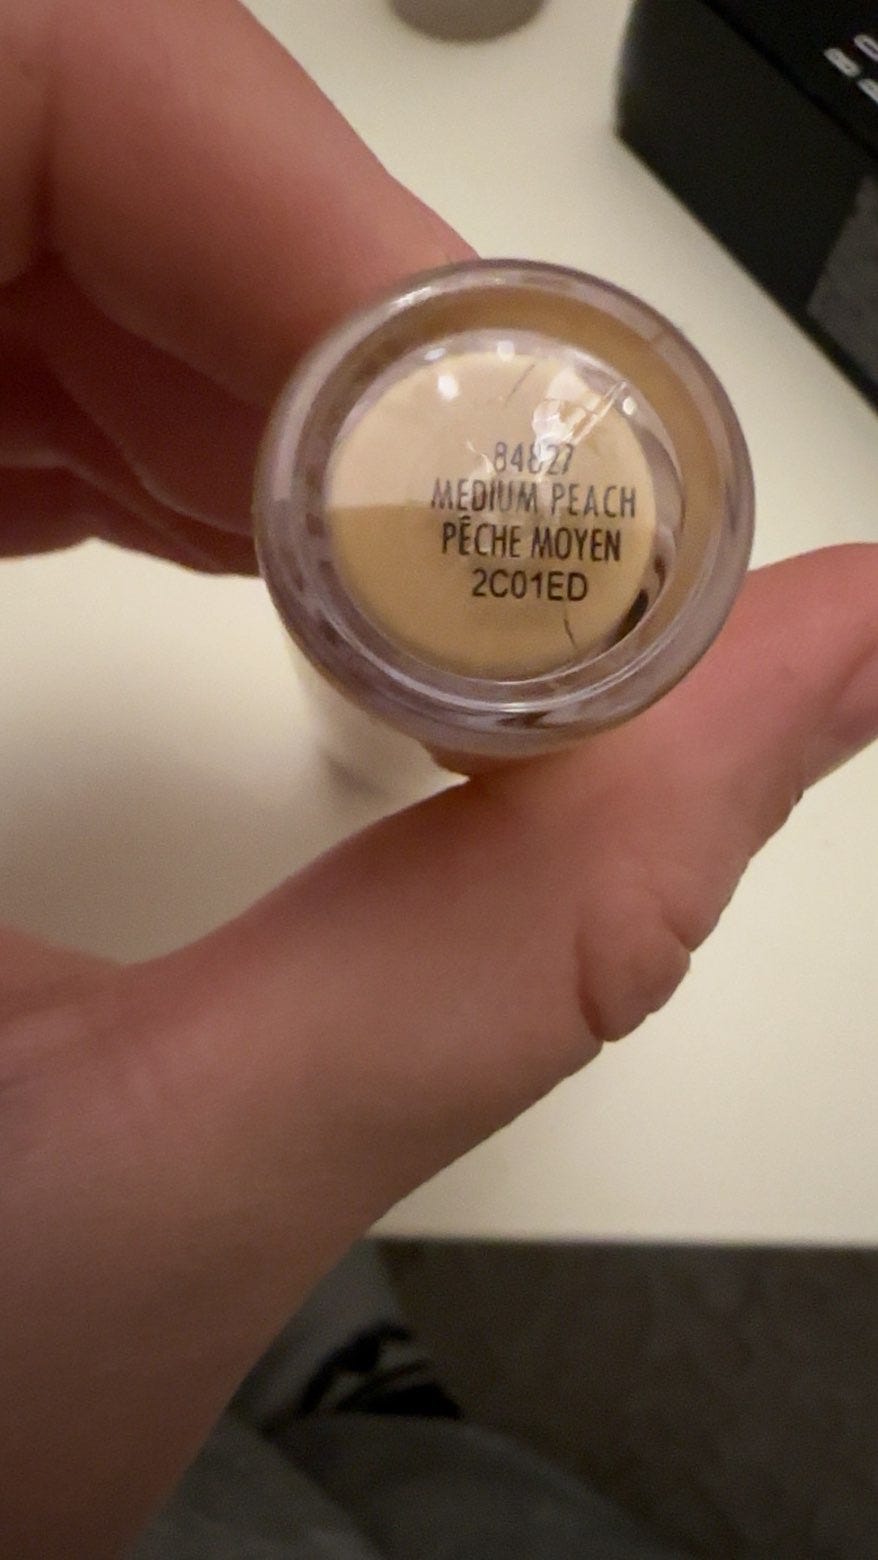 84827
MEDIUM PEACH
PÊCHE MOYEN
2C01ED